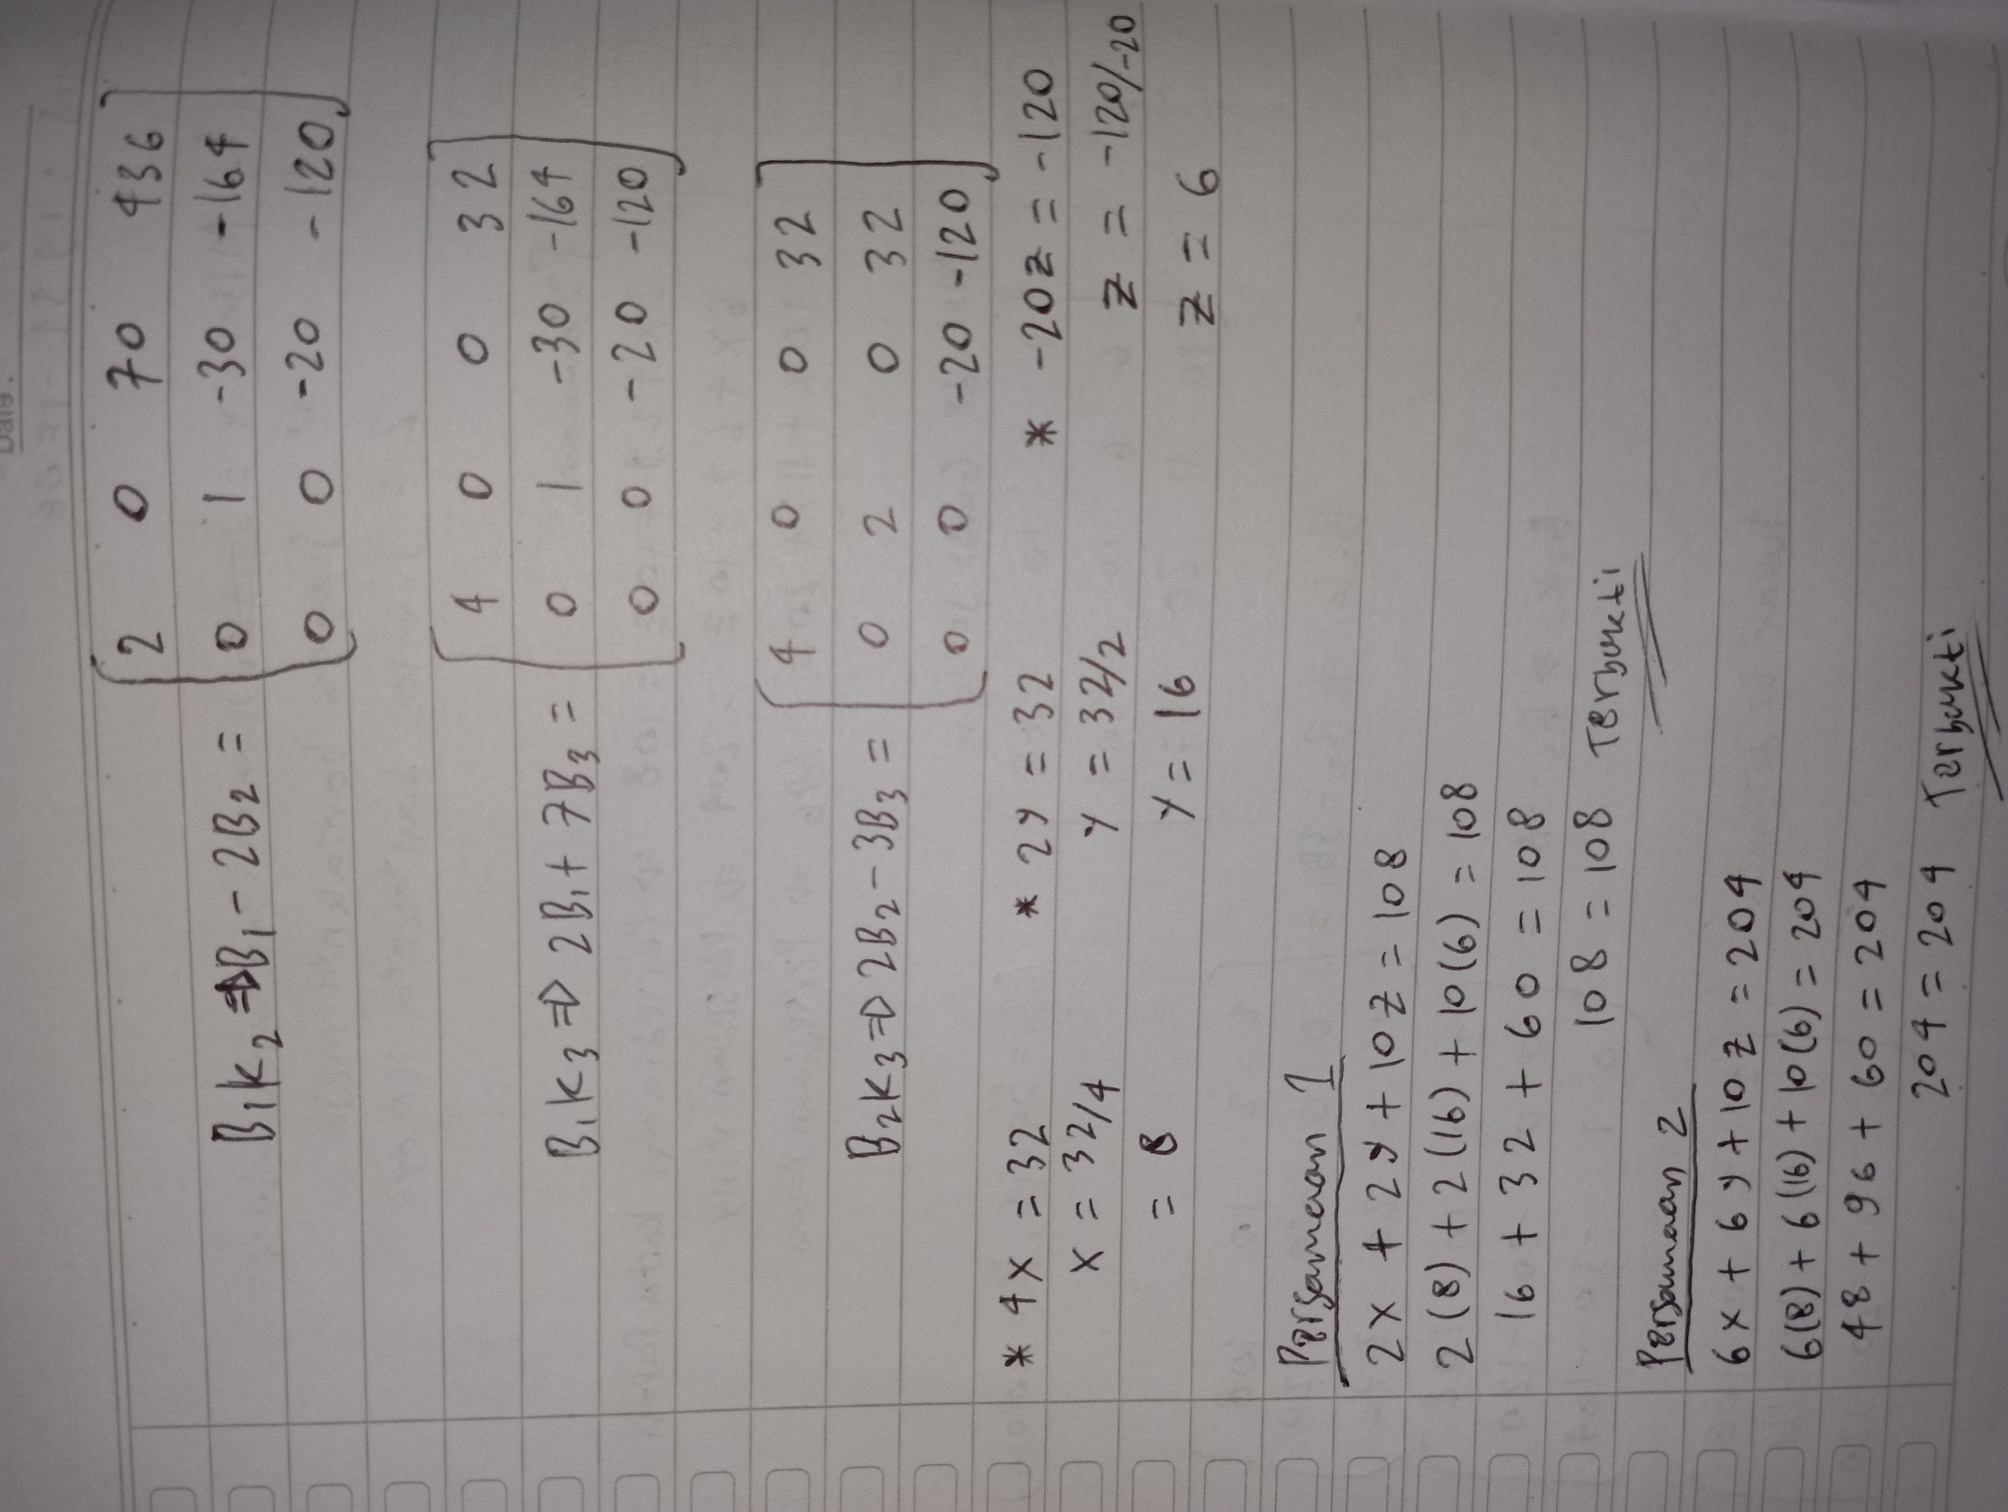 Date:
2 0 70 436
B1k2 ⇒ B1 - 2B2 = 0 1 -30 -164
0 0 -20 -120
4 0 0 32
B1k3 ⇒ 2B1 + 7B3 = 0 1 -30 -164
0 0 -20 -120
4 0 0 32
B2k3 ⇒ 2B2 - 3B3 = 0 2 0 32
0 0 -20 -120
* 4x = 32 * 2y = 32 * -20z = -120
x = 32/4 y = 32/2 z = -120/-20
= 8 y = 16 z = 6
Persamaan 1
2x + 2y + 10z = 108
2(8) + 2(16) + 10(6) = 108
16 + 32 + 60 = 108
108 = 108 Terbukti
Persamaan 2
6x + 6y + 10z = 204
6(8) + 6(16) + 10(6) = 204
48 + 96 + 60 = 204
204 = 204 Terbukti